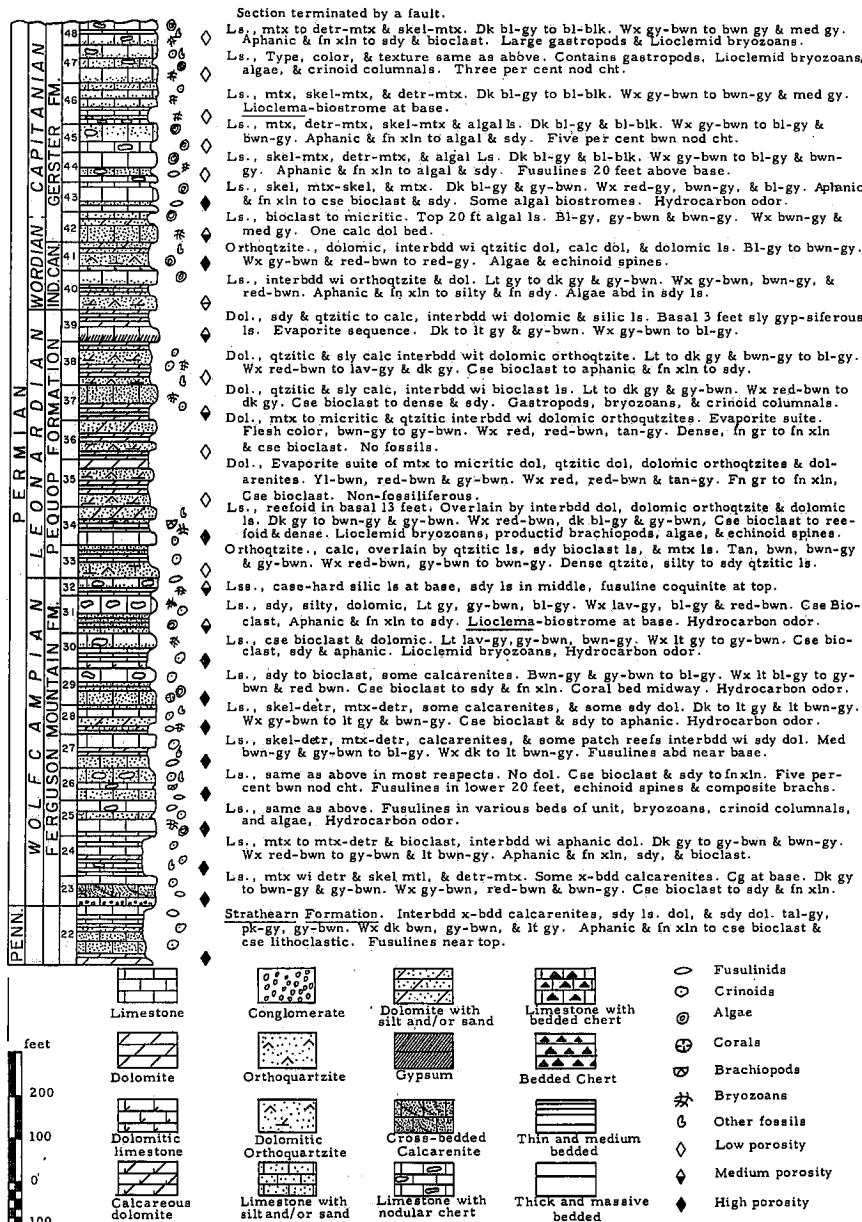 Section terminated by a fault.
Ls., mtx to detr-mtx & skel-mtx. Dk bl-gy to bl-blk. Wx gy-bwn to bwn gy & med gy.
Aphanic & fn xln to sdy & bioclast. Large gastropods & Lioclemid bryozoans.
Ls., Type, color, & texture same as above. Contains gastropods, Lioclemid bryozoans,
algae, & crinoid columnals. Three per cent nod cht.
Ls., mtx, skel-mtx, & detr-mtx. Dk bl-gy to bl-blk. Wx gy-bwn to bwn-gy & med gy.
Lioclema-biostrome at base.
Ls., mtx, detr-mtx, skel-mtx & algal ls. Dk bl-gy & bl-blk. Wx gy-bwn to bl-gy &
bwn-gy. Aphanic & fn xln to algal & sdy. Five per cent bwn nod cht.
Ls., skel-mtx, detr-mtx, & algal Ls. Dk bl-gy & bl-blk. Wx gy-bwn to bl-gy & bwn-
gy. Aphanic & fn xln to algal & sdy. Fusulines 20 feet above base.
Ls., skel, mtx-skel, & mtx. Dk bl-gy & gy-bwn. Wx red-gy, bwn-gy, & bl-gy. Aphanic
& fn xln to cse bioclast & sdy. Some algal biostromes. Hydrocarbon odor.
Ls., bioclast to micritic. Top 20 ft algal ls. Bl-gy, gy-bwn & bwn-gy. Wx bwn-gy &
med gy. One calc dol bed.
Orthoqtzite., dolomic, interbdd wi qtzitic dol, calc dol, & dolomic ls. Bl-gy to bwn-gy.
Wx gy-bwn & red-bwn to red-gy. Algae & echinoid spines.
Ls., interbdd wi orthoqtzite & dol. Lt gy to dk gy & gy-bwn. Wx gy-bwn, bwn-gy, &
red-bwn. Aphanic & fn xln to silty & fn sdy. Algae abd in sdy ls.
Dol., sdy & qtzitic to calc, interbdd wi dolomic & silic ls. Basal 3 feet sly gyp-siferous
ls. Evaporite sequence. Dk to lt gy & gy-bwn. Wx gy-bwn to bl-gy.
Dol., qtzitic & sly calc interbdd wit dolomic orthoqtzite. Lt to dk gy & bwn-gy to bl-gy.
Wx red-bwn to lav-gy & dk gy. Cse bioclast to aphanic & fn xln to sdy.
Dol., qtzitic & sly calc, interbdd wi bioclast ls. Lt to dk gy & gy-bwn. Wx red-bwn to
dk gy. Cse bioclast to dense & sdy. Gastropods, bryozoans, & crinoid columnals.
Dol., mtx to micritic & qtzitic interbdd wi dolomic orthoqutzites. Evaporite suite.
Flesh color, bwn-gy to gy-bwn. Wx red, red-bwn, tan-gy. Dense, fn gr to fn xln
& cse bioclast. No fossils.
Dol., Evaporite suite of mtx to micritic dol, qtzitic dol, dolomic orthoqtzites & dol-
arenites. Yl-bwn, red-bwn & gy-bwn. Wx red, red-bwn & tan-gy. Fn gr to fn xln,
Cse bioclast. Non-fossiliferous.
Ls., reefoid in basal 13 feet. Overlain by interbdd dol, dolomic orthoqtzite & dolomic
ls. Dk gy to bwn-gy & gy-bwn. Wx red-bwn, dk bl-gy & gy-bwn, Cse bioclast to ree-
foid & dense. Lioclemid bryozoans, productid brachiopods, algae, & echinoid spines.
Orthoqtzite., calc, overlain by qtzitic ls, sdy bioclast ls, & mtx ls. Tan, bwn, bwn-gy
& gy-bwn. Wx red-bwn, gy-bwn to bwn-gy. Dense qtzite, silty to sdy qtzitic ls.
Lss., case-hard silic ls at base, sdy ls in middle, fusuline coquinite at top.
Ls., sdy, silty, dolomic, Lt gy, gy-bwn, bl-gy. Wx lav-gy, bl-gy & red-bwn. Cse Bio-
clast, Aphanic & fn xln to sdy. Lioclema-biostrome at base. Hydrocarbon odor.
Ls., cse bioclast & dolomic. Lt lav-gy, gy-bwn, bwn-gy. Wx lt gy to gy-bwn. Cse bio-
clast, sdy & aphanic. Lioclemid bryozoans, Hydrocarbon odor.
Ls., sdy to bioclast, some calcarenites. Bwn-gy & gy-bwn to bl-gy. Wx lt bl-gy to gy-
bwn & red bwn. Cse bioclast to sdy & fn xln. Coral bed midway. Hydrocarbon odor.
Ls., skel-detr, mtx-detr, some calcarenites, & some sdy dol. Dk to lt gy & lt bwn-gy.
Wx gy-bwn to lt gy & bwn-gy. Cse bioclast & sdy to aphanic. Hydrocarbon odor.
Ls., skel-detr, mtx-detr, calcarenites, & some patch reefs interbdd wi sdy dol. Med
bwn-gy & gy-bwn to bl-gy. Wx dk to lt bwn-gy. Fusulines abd near base.
Ls., same as above in most respects. No dol. Cse bioclast & sdy to fn xln. Five per-
cent bwn nod cht. Fusulines in lower 20 feet, echinoid spines & composite brachs.
Ls., same as above. Fusulines in various beds of unit, bryozoans, crinoid columnals,
and algae, Hydrocarbon odor.
Ls., mtx to mtx-detr & bioclast, interbdd wi aphanic dol. Dk gy to gy-bwn & bwn-gy.
Wx red-bwn to gy-bwn & lt bwn-gy. Aphanic & fn xln, sdy, & bioclast.
Ls., mtx wi detr & skel mtl, & detr-mtx. Some x-bdd calcarenites. Cg at base. Dk gy
to bwn-gy & gy-bwn. Wx gy-bwn, red-bwn & bwn-gy. Cse bioclast to sdy & fn xln.
Strathearn Formation. Interbdd x-bdd calcarenites, sdy ls. dol, & sdy dol. tal-gy,
pk-gy, gy-bwn. Wx dk bwn, gy-bwn, & lt gy. Aphanic & fn xln to cse bioclast &
cse lithoclastic. Fusulines near top.
PERMIAN
PENN.
WORDIAN CAPITANIAN
LEONARDIAN
WOLFCAMPIAN
GERSTER FM.
IND. CAN.
PEQUOP FORMATION
FERGUSON MOUNTAIN FM.
48
47
46
45
44
43
42
41
40
39
38
37
36
35
34
33
32
31
30
29
28
27
26
25
24
23
22
feet
200
100
0'
100
Limestone
Conglomerate
Dolomite with
silt and/or sand
Limestone with
bedded chert
Dolomite
Orthoquartzite
Gypsum
Bedded Chert
Dolomitic
limestone
Dolomitic
Orthoquartzite
Cross-bedded
Calcarenite
Thin and medium
bedded
Calcareous
dolomite
Limestone with
silt and/or sand
Limestone with
nodular chert
Thick and massive
bedded
Fusulinids
Crinoids
Algae
Corals
Brachiopods
Bryozoans
Other fossils
Low porosity
Medium porosity
High porosity